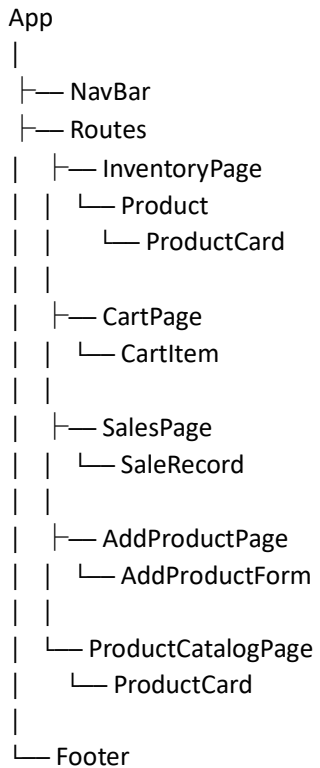 App
|
├── NavBar
├── Routes
|   ├── InventoryPage
|   |   └── Product
|   |       └── ProductCard
|   |
|   ├── CartPage
|   |   └── CartItem
|   |
|   ├── SalesPage
|   |   └── SaleRecord
|   |
|   ├── AddProductPage
|   |   └── AddProductForm
|   |
|   └── ProductCatalogPage
|       └── ProductCard
|
└── Footer